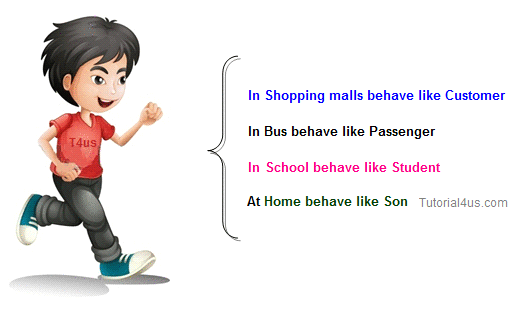 T4us
In Shopping malls behave like Customer
In Bus behave like Passenger
In School behave like Student
At Home behave like Son Tutorial4us.com